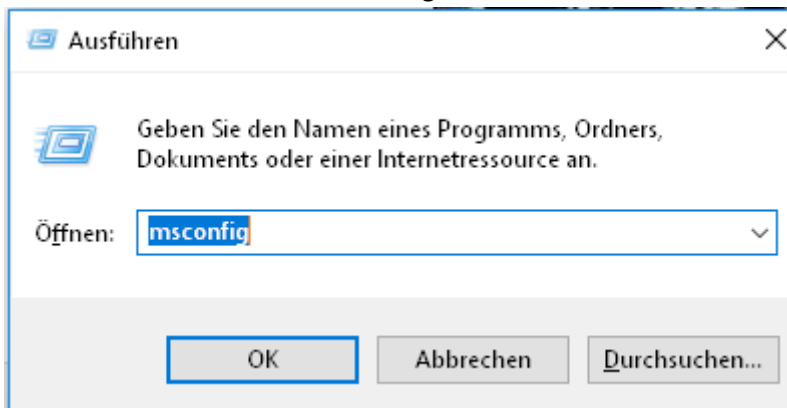 Ausführen
Geben Sie den Namen eines Programms, Ordners,
Dokuments oder einer Internetressource an.
Öffnen: msconfig
OK Abbrechen Durchsuchen...